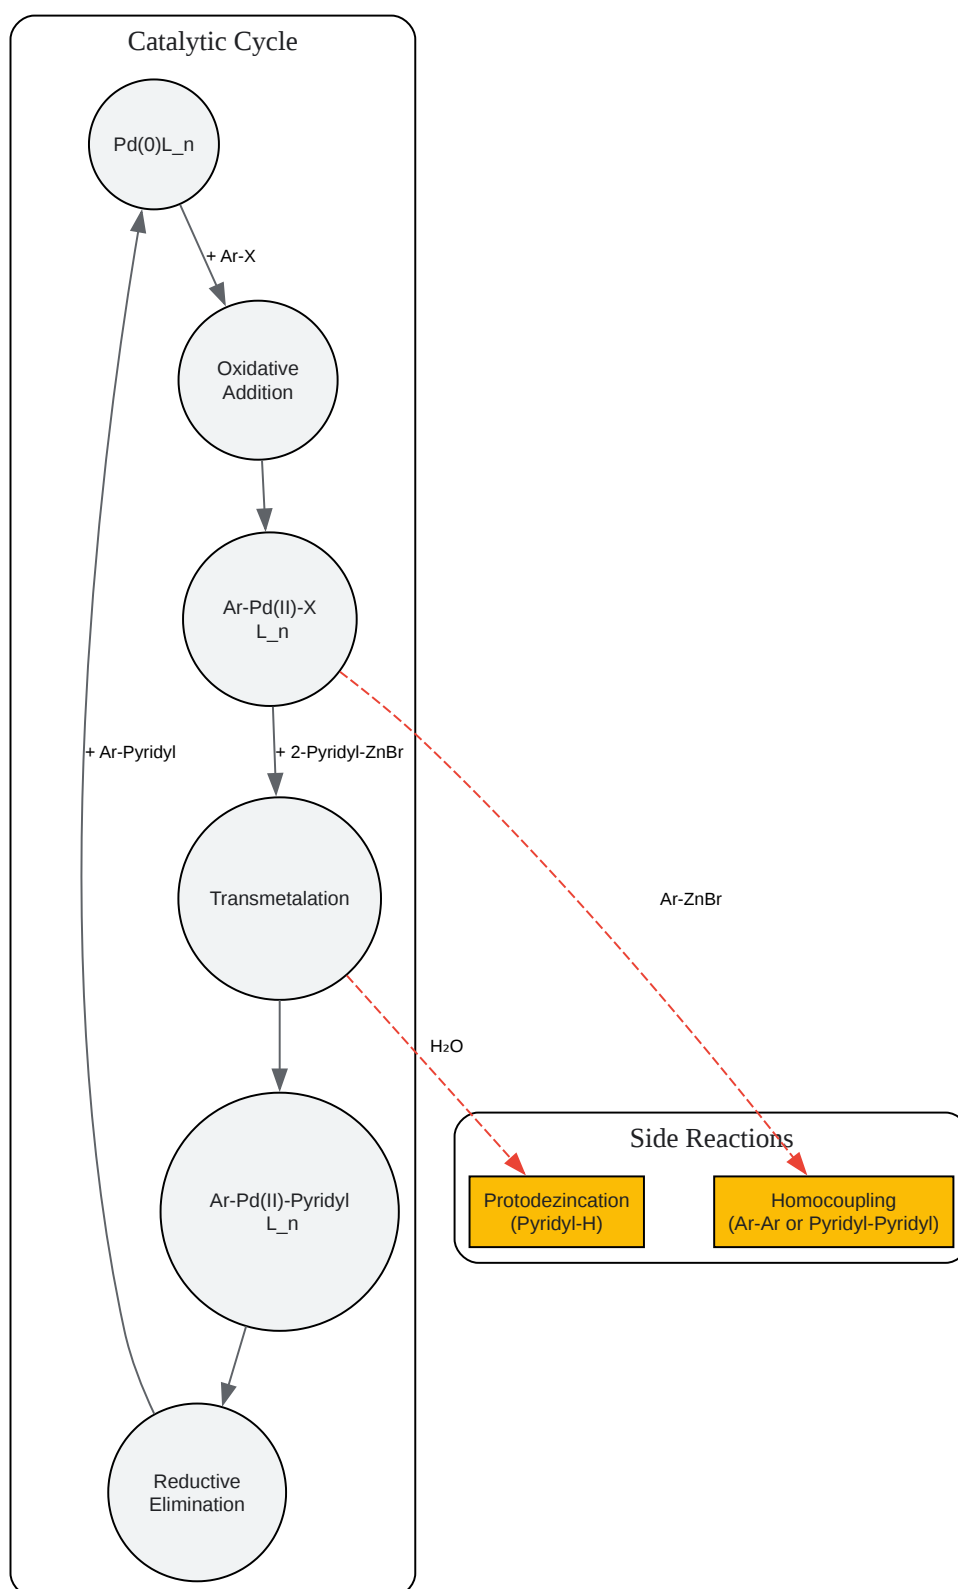 Catalytic Cycle
Pd(0)L_n
+ Ar-X
Oxidative
Addition
Ar-Pd(II)-X
L_n
+ Ar-Pyridyl
+ 2-Pyridyl-ZnBr
Transmetalation
Ar-ZnBr
H₂O
Side Reactions
Ar-Pd(II)-Pyridyl
L_n
Protodezincation
(Pyridyl-H)
Homocoupling
(Ar-Ar or Pyridyl-Pyridyl)
Reductive
Elimination